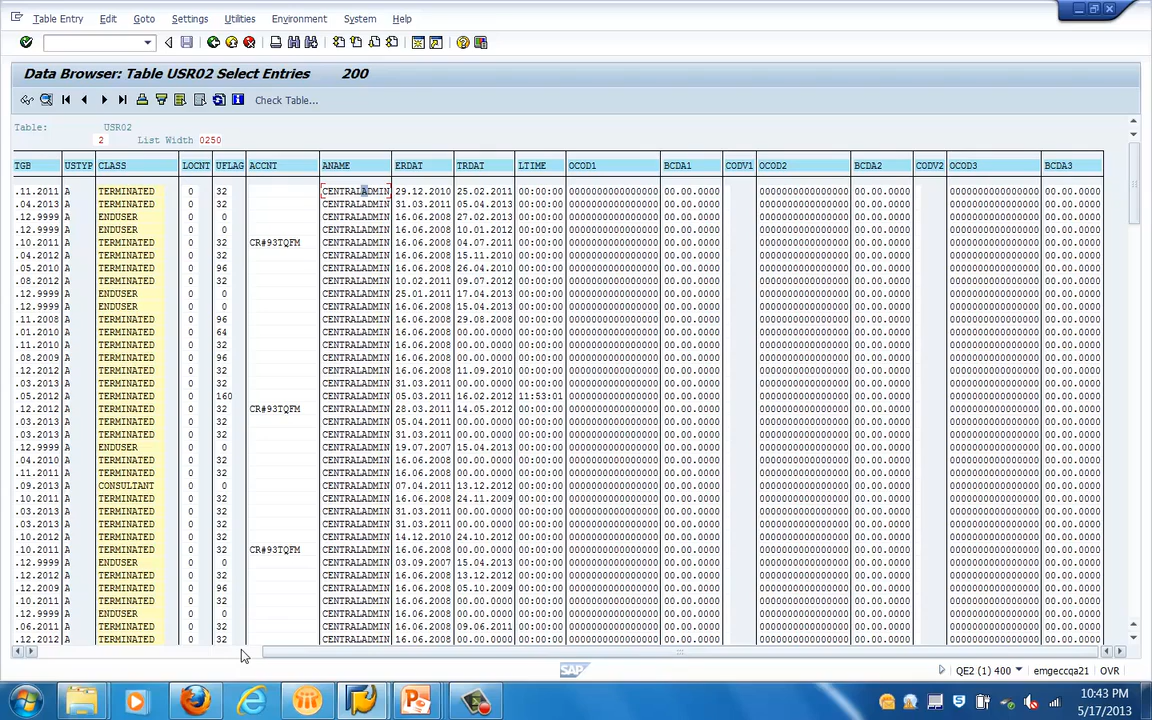 Table Entry Edit Goto Settings Utilities Environment System Help
Data Browser: Table USR02 Select Entries 200
Check Table...
Table: USR02
2 List Width 0250
TGB USTYP CLASS LOCNT UFLAG ACCNT ANAME ERDAT TRDAT LTIME OCOD1 BCDA1 CODV1 OCOD2 BCDA2 CODV2 OCOD3 BCDA3
.11.2011 A TERMINATED 0 32 CENTRALADMIN 29.12.2010 25.02.2011 00:00:00 0000000000000000 00.00.0000 0000000000000000 00.00.0000 0000000000000000 00.00.0000
.04.2013 A TERMINATED 0 32 CENTRALADMIN 31.03.2011 05.04.2013 00:00:00 0000000000000000 00.00.0000 0000000000000000 00.00.0000 0000000000000000 00.00.0000
.12.9999 A ENDUSER 0 0 CENTRALADMIN 16.06.2008 27.02.2013 00:00:00 0000000000000000 00.00.0000 0000000000000000 00.00.0000 0000000000000000 00.00.0000
.12.9999 A ENDUSER 0 0 CENTRALADMIN 16.06.2008 10.01.2012 00:00:00 0000000000000000 00.00.0000 0000000000000000 00.00.0000 0000000000000000 00.00.0000
.10.2011 A TERMINATED 0 32 CR#93TQFM CENTRALADMIN 16.06.2008 04.07.2011 00:00:00 0000000000000000 00.00.0000 0000000000000000 00.00.0000 0000000000000000 00.00.0000
.04.2012 A TERMINATED 0 32 CENTRALADMIN 16.06.2008 15.11.2010 00:00:00 0000000000000000 00.00.0000 0000000000000000 00.00.0000 0000000000000000 00.00.0000
.05.2010 A TERMINATED 0 96 CENTRALADMIN 16.06.2008 26.04.2010 00:00:00 0000000000000000 00.00.0000 0000000000000000 00.00.0000 0000000000000000 00.00.0000
.08.2012 A TERMINATED 0 32 CENTRALADMIN 10.02.2011 09.07.2012 00:00:00 0000000000000000 00.00.0000 0000000000000000 00.00.0000 0000000000000000 00.00.0000
.12.9999 A ENDUSER 0 0 CENTRALADMIN 25.01.2011 17.04.2013 00:00:00 0000000000000000 00.00.0000 0000000000000000 00.00.0000 0000000000000000 00.00.0000
.12.9999 A ENDUSER 0 0 CENTRALADMIN 16.06.2008 15.04.2013 00:00:00 0000000000000000 00.00.0000 0000000000000000 00.00.0000 0000000000000000 00.00.0000
.11.2008 A TERMINATED 0 96 CENTRALADMIN 16.06.2008 29.08.2008 00:00:00 0000000000000000 00.00.0000 0000000000000000 00.00.0000 0000000000000000 00.00.0000
.01.2010 A TERMINATED 0 64 CENTRALADMIN 16.06.2008 00.00.0000 00:00:00 0000000000000000 00.00.0000 0000000000000000 00.00.0000 0000000000000000 00.00.0000
.11.2010 A TERMINATED 0 32 CENTRALADMIN 16.06.2008 00.00.0000 00:00:00 0000000000000000 00.00.0000 0000000000000000 00.00.0000 0000000000000000 00.00.0000
.08.2009 A TERMINATED 0 96 CENTRALADMIN 16.06.2008 00.00.0000 00:00:00 0000000000000000 00.00.0000 0000000000000000 00.00.0000 0000000000000000 00.00.0000
.12.2012 A TERMINATED 0 32 CENTRALADMIN 16.06.2008 11.09.2010 00:00:00 0000000000000000 00.00.0000 0000000000000000 00.00.0000 0000000000000000 00.00.0000
.03.2013 A TERMINATED 0 32 CENTRALADMIN 31.03.2011 00.00.0000 00:00:00 0000000000000000 00.00.0000 0000000000000000 00.00.0000 0000000000000000 00.00.0000
.05.2012 A TERMINATED 0 160 CENTRALADMIN 05.03.2011 16.02.2012 11:53:01 0000000000000000 00.00.0000 0000000000000000 00.00.0000 0000000000000000 00.00.0000
.12.2012 A TERMINATED 0 32 CR#93TQFM CENTRALADMIN 28.03.2011 14.05.2012 00:00:00 0000000000000000 00.00.0000 0000000000000000 00.00.0000 0000000000000000 00.00.0000
.03.2013 A TERMINATED 0 32 CENTRALADMIN 05.04.2011 00.00.0000 00:00:00 0000000000000000 00.00.0000 0000000000000000 00.00.0000 0000000000000000 00.00.0000
.03.2013 A TERMINATED 0 32 CENTRALADMIN 31.03.2011 00.00.0000 00:00:00 0000000000000000 00.00.0000 0000000000000000 00.00.0000 0000000000000000 00.00.0000
.12.9999 A ENDUSER 0 0 CENTRALADMIN 19.07.2007 15.04.2013 00:00:00 0000000000000000 00.00.0000 0000000000000000 00.00.0000 0000000000000000 00.00.0000
.04.2010 A TERMINATED 0 32 CENTRALADMIN 16.06.2008 00.00.0000 00:00:00 0000000000000000 00.00.0000 0000000000000000 00.00.0000 0000000000000000 00.00.0000
.11.2011 A TERMINATED 0 32 CENTRALADMIN 16.06.2008 00.00.0000 00:00:00 0000000000000000 00.00.0000 0000000000000000 00.00.0000 0000000000000000 00.00.0000
.09.2013 A CONSULTANT 0 0 CENTRALADMIN 07.04.2011 13.12.2012 00:00:00 0000000000000000 00.00.0000 0000000000000000 00.00.0000 0000000000000000 00.00.0000
.10.2011 A TERMINATED 0 32 CENTRALADMIN 16.06.2008 24.11.2009 00:00:00 0000000000000000 00.00.0000 0000000000000000 00.00.0000 0000000000000000 00.00.0000
.03.2013 A TERMINATED 0 32 CENTRALADMIN 31.03.2011 00.00.0000 00:00:00 0000000000000000 00.00.0000 0000000000000000 00.00.0000 0000000000000000 00.00.0000
.03.2013 A TERMINATED 0 32 CENTRALADMIN 31.03.2011 00.00.0000 00:00:00 0000000000000000 00.00.0000 0000000000000000 00.00.0000 0000000000000000 00.00.0000
.10.2012 A TERMINATED 0 32 CENTRALADMIN 14.12.2010 24.10.2012 00:00:00 0000000000000000 00.00.0000 0000000000000000 00.00.0000 0000000000000000 00.00.0000
.10.2011 A TERMINATED 0 32 CR#93TQFM CENTRALADMIN 16.06.2008 00.00.0000 00:00:00 0000000000000000 00.00.0000 0000000000000000 00.00.0000 0000000000000000 00.00.0000
.12.9999 A ENDUSER 0 0 CENTRALADMIN 03.09.2007 15.04.2013 00:00:00 0000000000000000 00.00.0000 0000000000000000 00.00.0000 0000000000000000 00.00.0000
.12.2012 A TERMINATED 0 32 CENTRALADMIN 16.06.2008 13.12.2012 00:00:00 0000000000000000 00.00.0000 0000000000000000 00.00.0000 0000000000000000 00.00.0000
.12.2009 A TERMINATED 0 96 CENTRALADMIN 16.06.2008 05.10.2009 00:00:00 0000000000000000 00.00.0000 0000000000000000 00.00.0000 0000000000000000 00.00.0000
.10.2011 A TERMINATED 0 32 CENTRALADMIN 16.06.2008 00.00.0000 00:00:00 0000000000000000 00.00.0000 0000000000000000 00.00.0000 0000000000000000 00.00.0000
.12.9999 A ENDUSER 0 0 CENTRALADMIN 16.06.2008 00.00.0000 00:00:00 0000000000000000 00.00.0000 0000000000000000 00.00.0000 0000000000000000 00.00.0000
.06.2011 A TERMINATED 0 32 CENTRALADMIN 16.06.2008 09.06.2011 00:00:00 0000000000000000 00.00.0000 0000000000000000 00.00.0000 0000000000000000 00.00.0000
.12.2012 A TERMINATED 0 32 CENTRALADMIN 16.06.2008 00.00.0000 00:00:00 0000000000000000 00.00.0000 0000000000000000 00.00.0000 0000000000000000 00.00.0000
SAP QE2 (1) 400 emgeccqa21 OVR
10:43 PM
5/17/2013